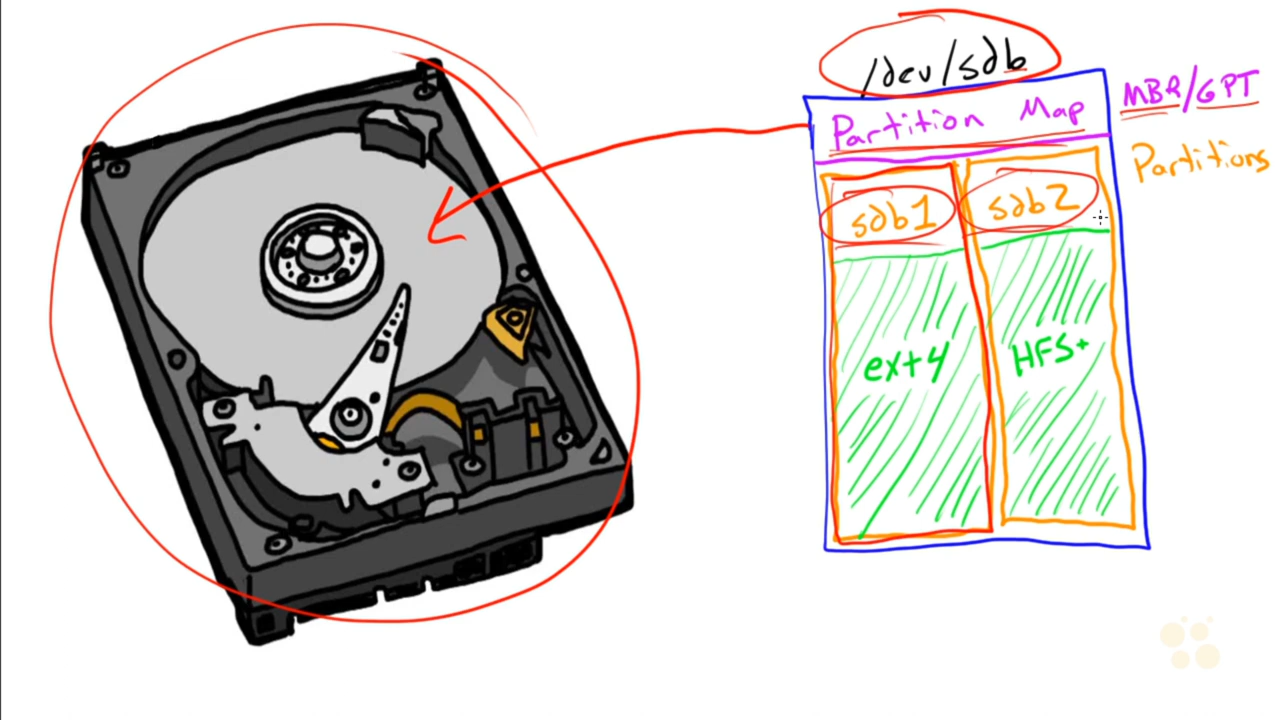 /dev/sdb
Partition Map
MBR/GPT
Partitions
sdb1
sdb2
ext4
HFS+